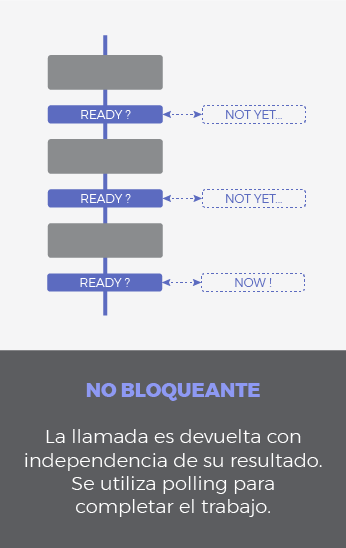 READY ? NOT YET...
READY ? NOT YET...
READY ? NOW !
NO BLOQUEANTE
La llamada es devuelta con
independencia de su resultado.
Se utiliza polling para
completar el trabajo.